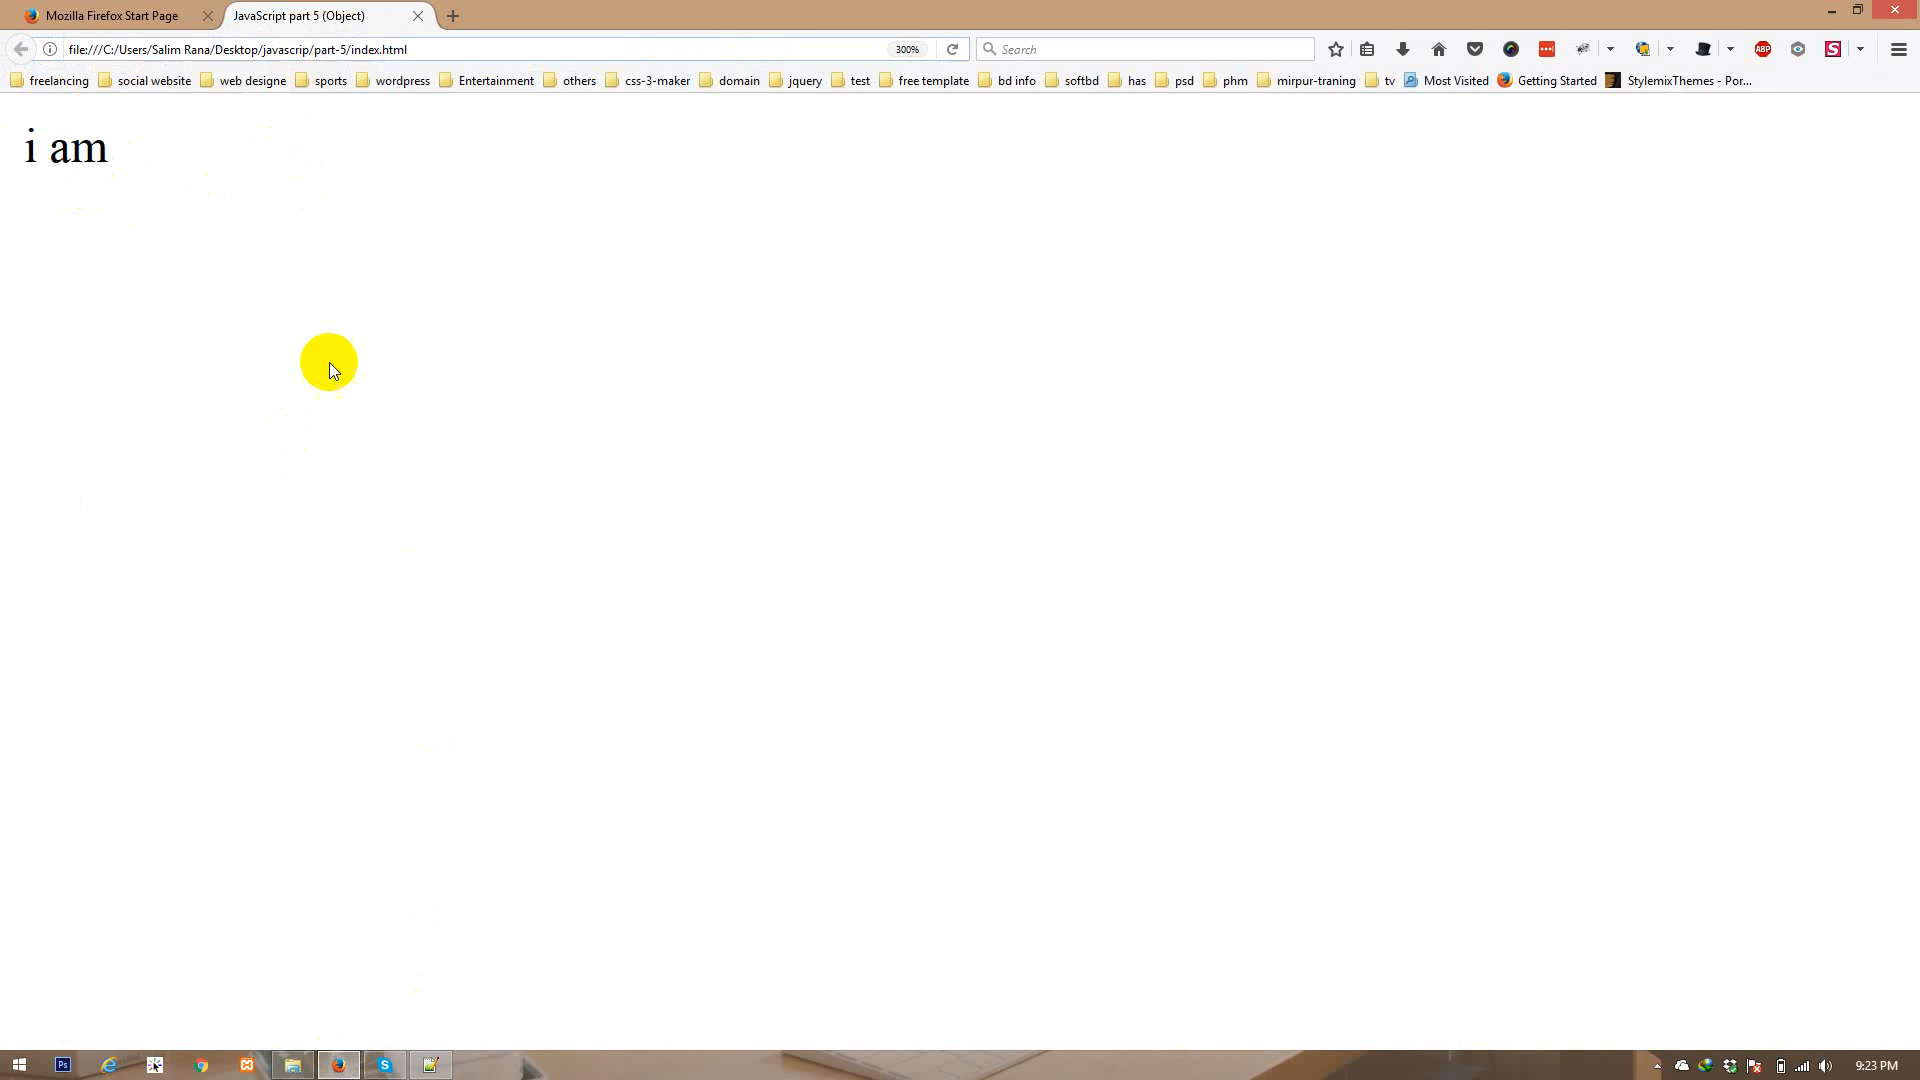 Mozilla Firefox Start Page
JavaScript part 5 (Object)
file:///C:/Users/Salim Rana/Desktop/javascrip/part-5/index.html
300%
Search
ABP
S
freelancing
social website
web designe
sports
wordpress
Entertainment
others
css-3-maker
domain
jquery
test
free template
bd info
softbd
has
psd
phm
mirpur-traning
tv
Most Visited
Getting Started
StylemixThemes - Por...
i am
Ps
9:23 PM